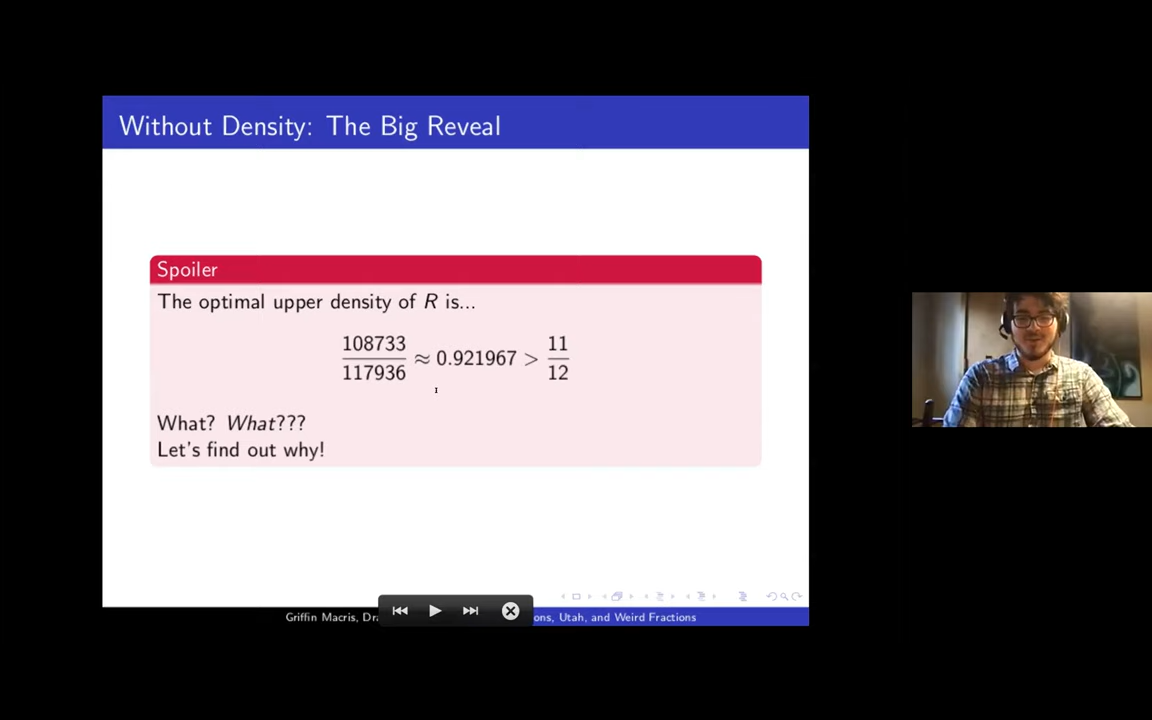 Without Density: The Big Reveal
Spoiler
The optimal upper density of R is...
108733/117936 ≈ 0.921967 > 11/12
What? What???
Let's find out why!
Griffin Macris, ons, Utah, and Weird Fractions